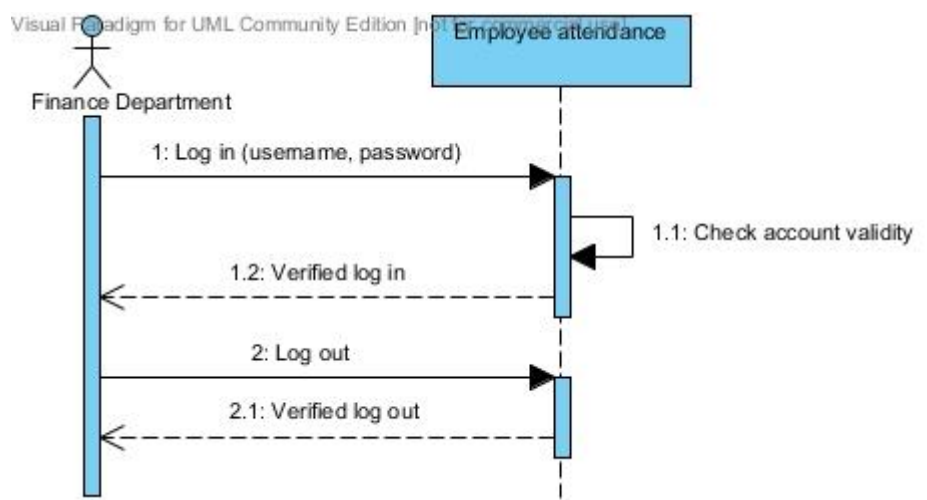 Visual Paradigm for UML Community Edition [not for commercial use]
Employee attendance
Finance Department
1: Log in (username, password)
1.1: Check account validity
1.2: Verified log in
2: Log out
2.1: Verified log out